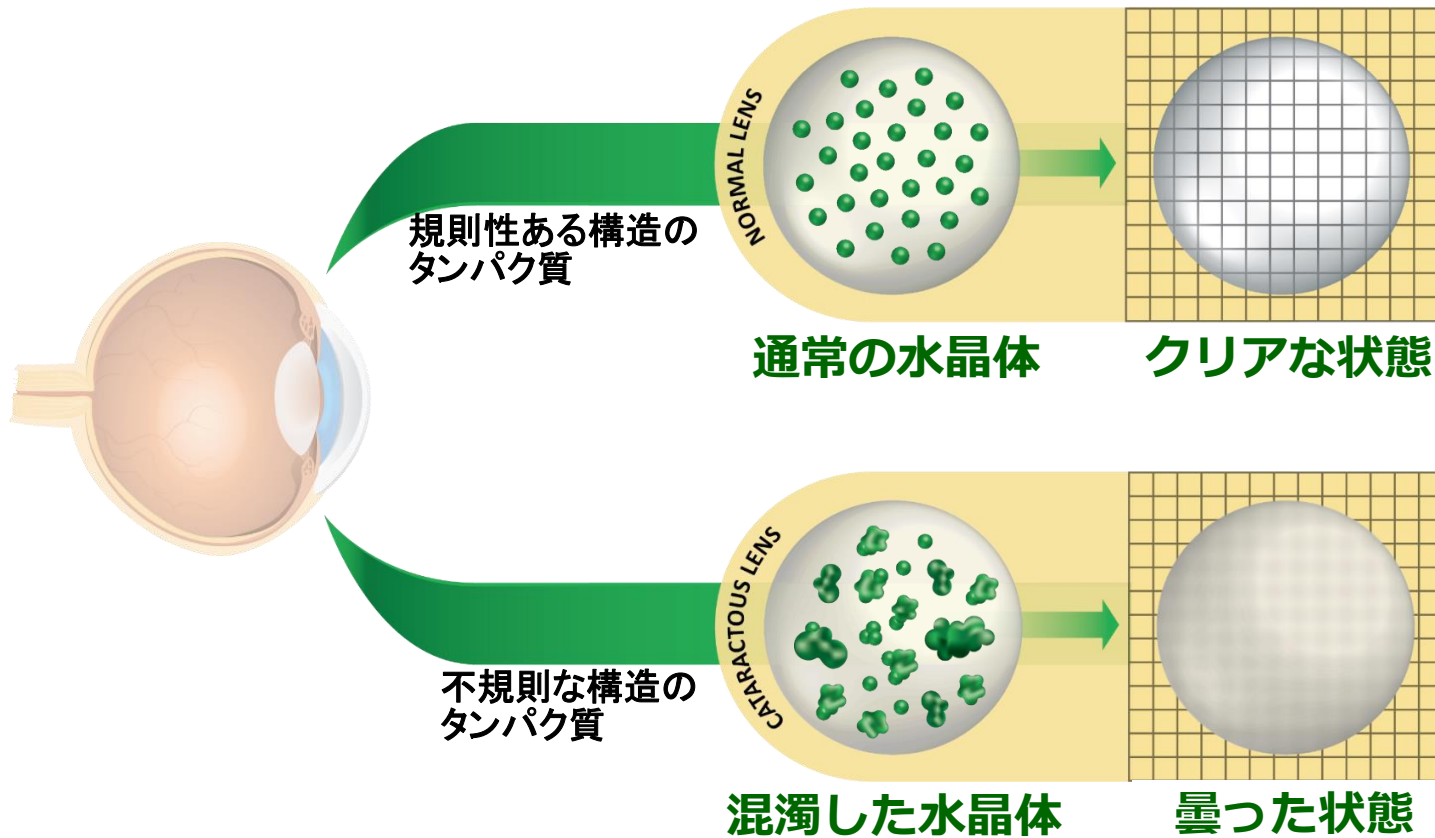 NORMAL LENS
規則性ある構造の
タンパク質
通常の水晶体
クリアな状態
CATARACTOUS LENS
不規則な構造の
タンパク質
混濁した水晶体
曇った状態